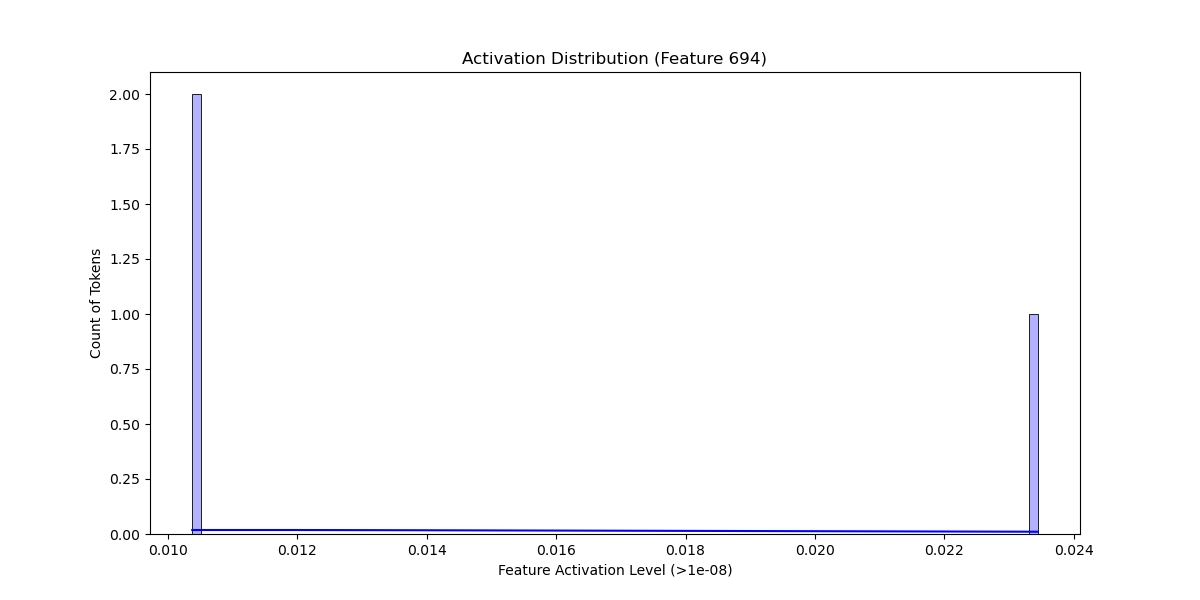 Activation Distribution (Feature 694)
Count of Tokens
2.00
1.75
1.50
1.25
1.00
0.75
0.50
0.25
0.00
0.010 0.012 0.014 0.016 0.018 0.020 0.022 0.024
Feature Activation Level (>1e-08)